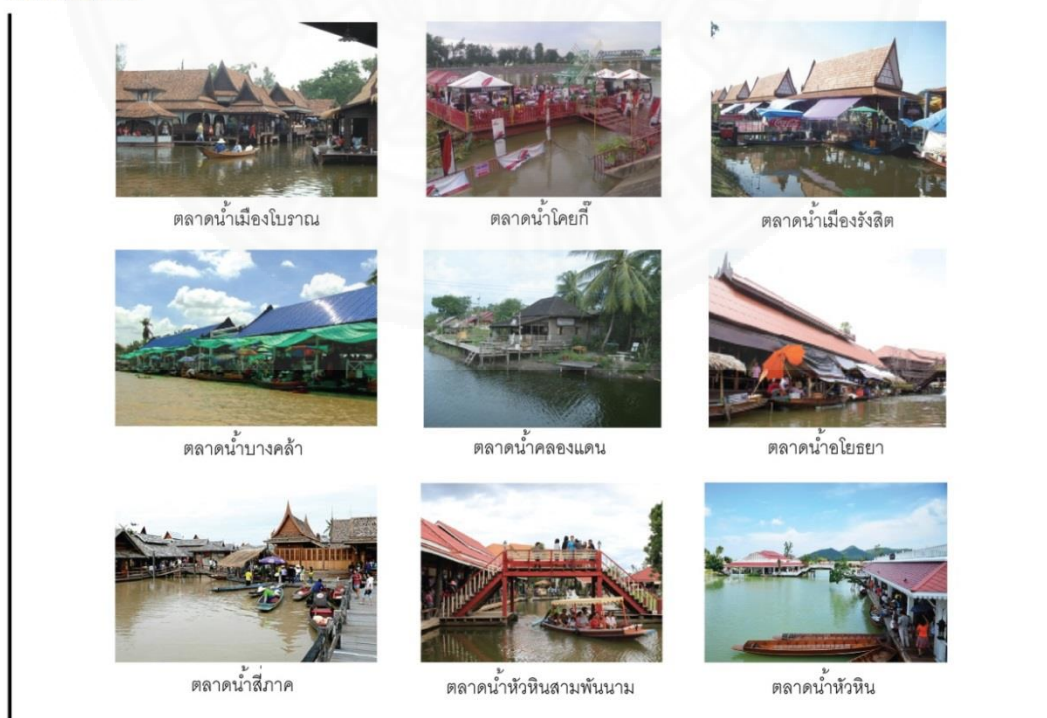 ตลาดน้ำเมืองโบราณ
ตลาดน้ำโคยกี๊
ตลาดน้ำเมืองรังสิต
ตลาดน้ำบางคล้า
ตลาดน้ำคลองแดน
ตลาดน้ำอโยธยา
ตลาดน้ำสี่ภาค
ตลาดน้ำหัวหินสามพันนาม
ตลาดน้ำหัวหิน